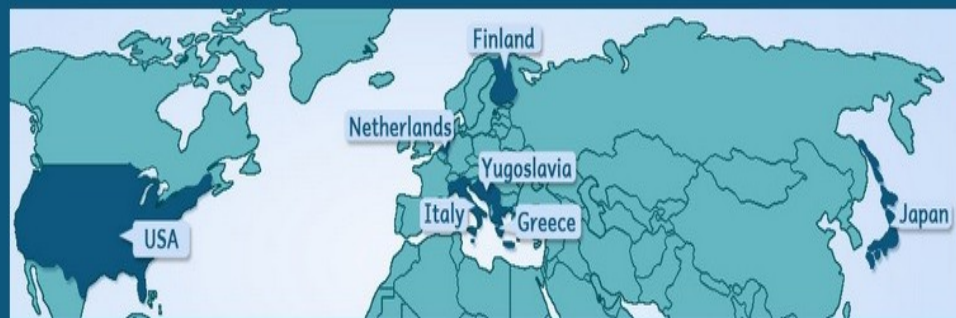 Finland
Netherlands
Yugoslavia
Italy
Greece
USA
Japan